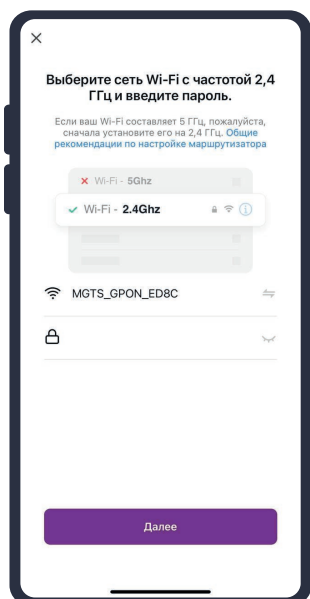 Выберите сеть Wi-Fi с частотой 2,4
ГГц и введите пароль.
Если ваш Wi-Fi составляет 5 ГГц, пожалуйста,
сначала установите его на 2,4 ГГц. Общие
рекомендации по настройке маршрутизатора
Wi-Fi - 5Ghz
Wi-Fi - 2.4Ghz
MGTS_GPON_ED8C
Далее